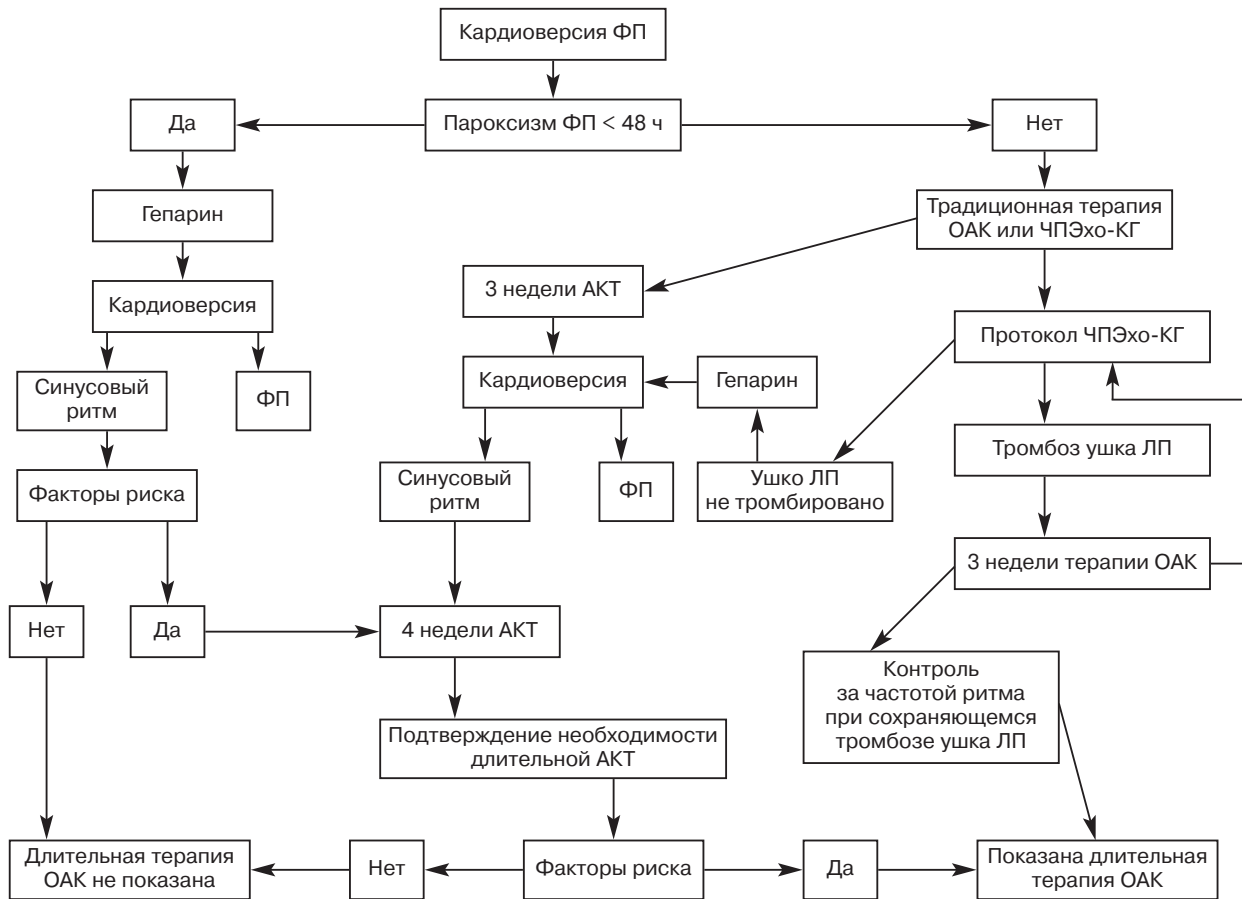 Кардиоверсия ФП
Да
Пароксизм ФП < 48 ч
Нет
Гепарин
Традиционная терапия
ОАК или ЧПЭхо-КГ
3 недели АКТ
Кардиоверсия
Протокол ЧПЭхо-КГ
Синусовый
ритм
ФП
Кардиоверсия
Гепарин
Тромбоз ушка ЛП
Факторы риска
Синусовый
ритм
ФП
Ушко ЛП
не тромбировано
3 недели терапии ОАК
Нет
Да
4 недели АКТ
Контроль
за частотой ритма
при сохраняющемся
тромбозе ушка ЛП
Подтверждение необходимости
длительной АКТ
Длительная терапия
ОАК не показана
Нет
Факторы риска
Да
Показана длительная
терапия ОАК